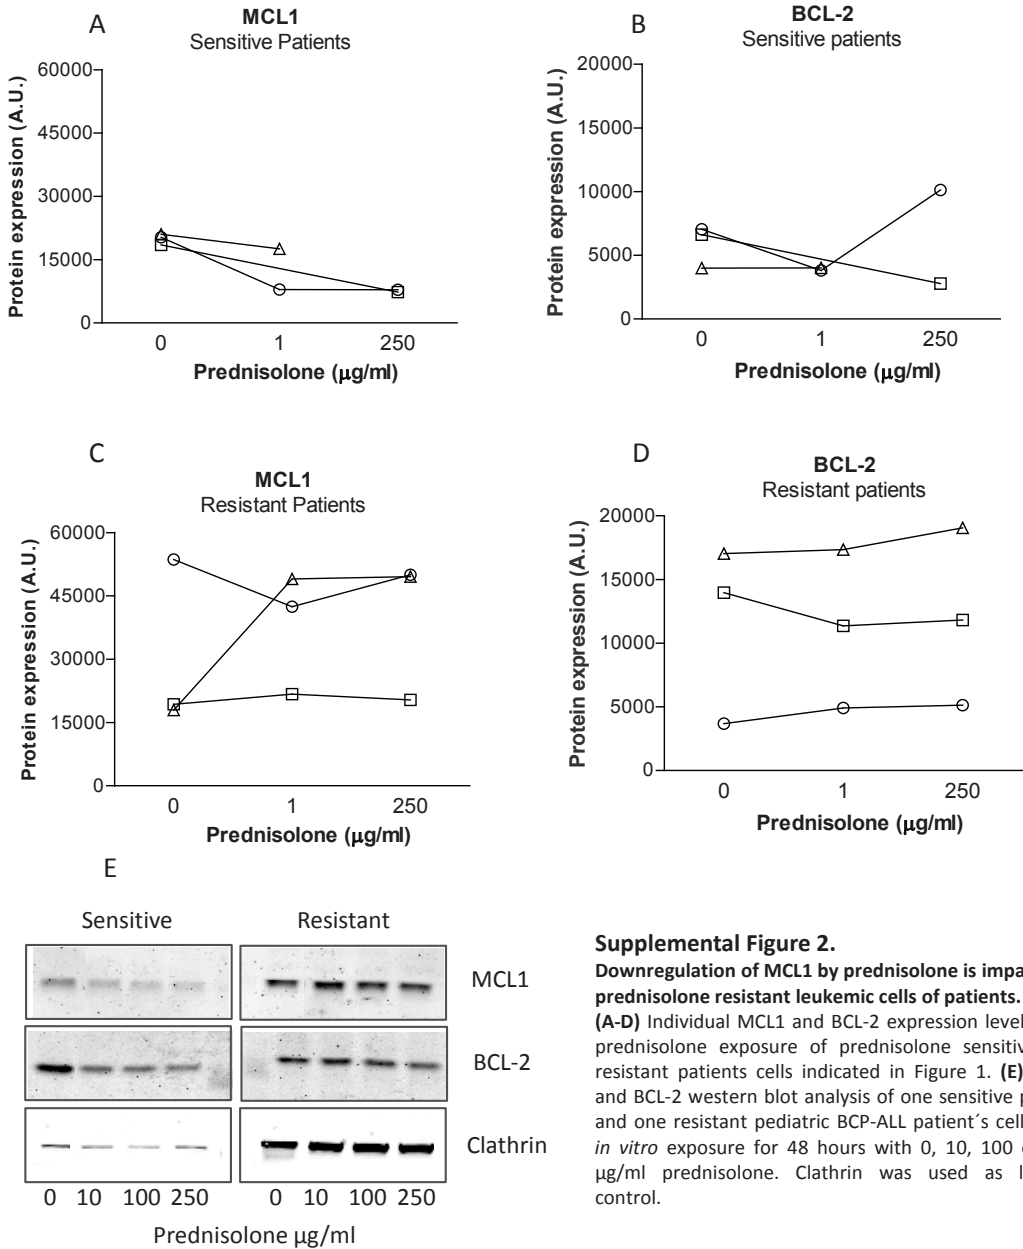 A
MCL1
Sensitive Patients
Protein expression (A.U.)
60000
45000
30000
15000
0
0 1 250
Prednisolone (μg/ml)
B
BCL-2
Sensitive patients
Protein expression (A.U.)
20000
15000
10000
5000
0
0 1 250
Prednisolone (μg/ml)
C
MCL1
Resistant Patients
Protein expression (A.U.)
60000
45000
30000
15000
0
0 1 250
Prednisolone (μg/ml)
D
BCL-2
Resistant patients
Protein expression (A.U.)
20000
15000
10000
5000
0
0 1 250
Prednisolone (μg/ml)
E
Sensitive Resistant
MCL1
BCL-2
Clathrin
0 10 100 250 0 10 100 250
Prednisolone μg/ml
Supplemental Figure 2.
Downregulation of MCL1 by prednisolone is
prednisolone resistant leukemic cells of patients.
(A-D) Individual MCL1 and BCL-2 expression
prednisolone exposure of prednisolone
resistant patients cells indicated in Figure 1. (E)
and BCL-2 western blot analysis of one sensitive
and one resistant pediatric BCP-ALL patient´s
in vitro exposure for 48 hours with 0, 10, 100
μg/ml prednisolone. Clathrin was used as
control.